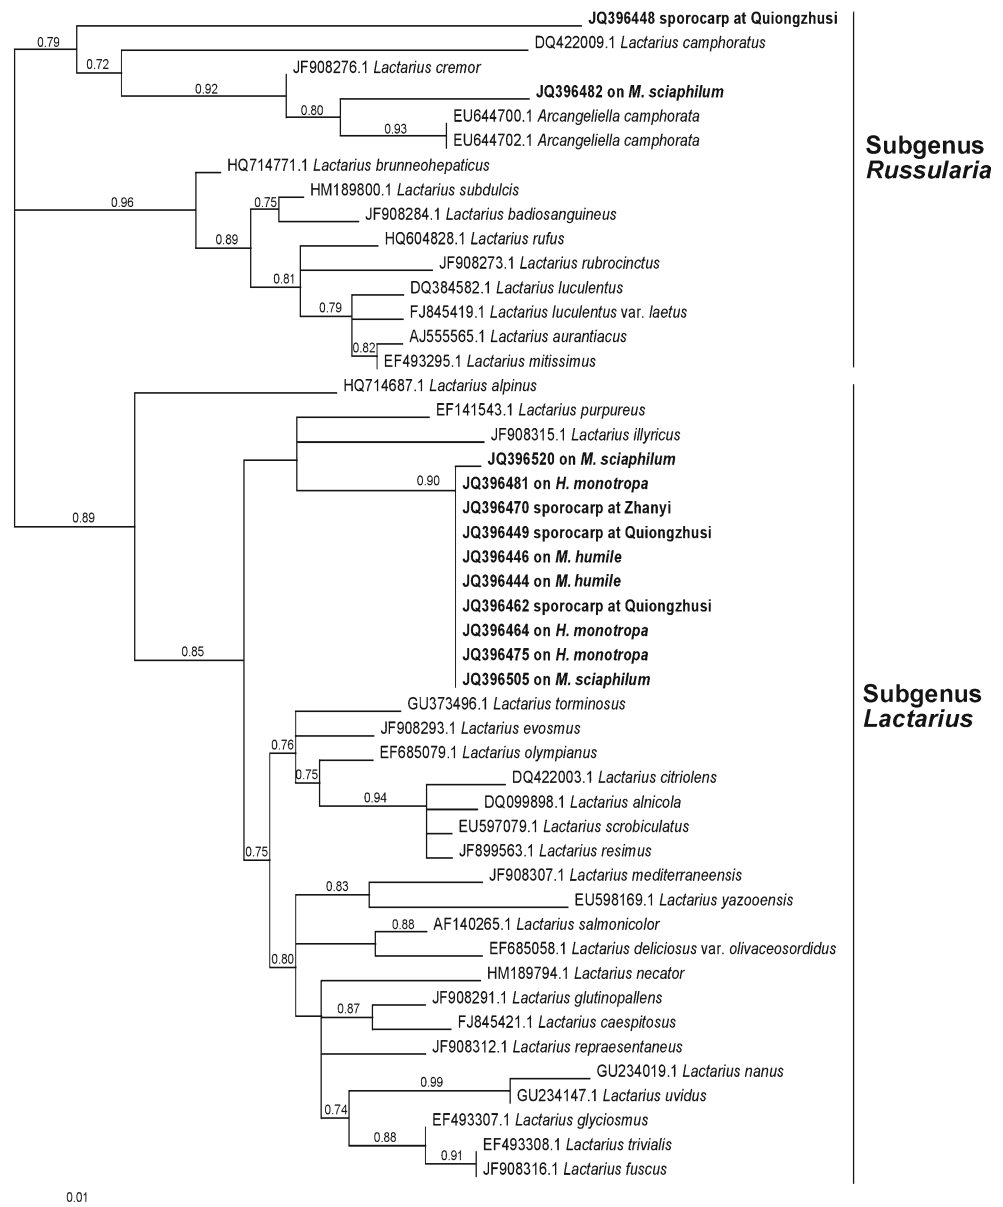 JQ396448 sporocarp at Quiongzhusi
0.79
DQ422009.1 Lactarius camphoratus
0.72
JF908276.1 Lactarius cremor
0.92
JQ396482 on M. sciaphilum
0.80
EU644700.1 Arcangeliella camphorata
0.93
EU644702.1 Arcangeliella camphorata
Subgenus
Russularia
HQ714771.1 Lactarius brunneohepaticus
0.96
HM189800.1 Lactarius subdulcis
0.75
JF908284.1 Lactarius badiosanguineus
0.89
HQ604828.1 Lactarius rufus
JF908273.1 Lactarius rubrocinctus
0.81
DQ384582.1 Lactarius luculentus
0.79
FJ845419.1 Lactarius luculentus var. laetus
AJ555565.1 Lactarius aurantiacus
0.82
EF493295.1 Lactarius mitissimus
HQ714687.1 Lactarius alpinus
EF141543.1 Lactarius purpureus
JF908315.1 Lactarius illyricus
JQ396520 on M. sciaphilum
0.90
JQ396481 on H. monotropa
JQ396470 sporocarp at Zhanyi
0.89
JQ396449 sporocarp at Quiongzhusi
JQ396446 on M. humile
JQ396444 on M. humile
JQ396462 sporocarp at Quiongzhusi
JQ396464 on H. monotropa
0.85
JQ396475 on H. monotropa
JQ396505 on M. sciaphilum
Subgenus
Lactarius
GU373496.1 Lactarius torminosus
JF908293.1 Lactarius evosmus
0.76
EF685079.1 Lactarius olympianus
0.75
DQ422003.1 Lactarius citriolens
0.94
DQ099898.1 Lactarius alnicola
EU597079.1 Lactarius scrobiculatus
0.75
JF899563.1 Lactarius resimus
JF908307.1 Lactarius mediterraneensis
0.83
EU598169.1 Lactarius yazooensis
0.88
AF140265.1 Lactarius salmonicolor
EF685058.1 Lactarius deliciosus var. olivaceosordidus
0.80
HM189794.1 Lactarius necator
JF908291.1 Lactarius glutinopallens
0.87
FJ845421.1 Lactarius caespitosus
JF908312.1 Lactarius repraesentaneus
GU234019.1 Lactarius nanus
0.99
GU234147.1 Lactarius uvidus
0.74
EF493307.1 Lactarius glyciosmus
0.88
EF493308.1 Lactarius trivialis
0.91
JF908316.1 Lactarius fuscus
0.01